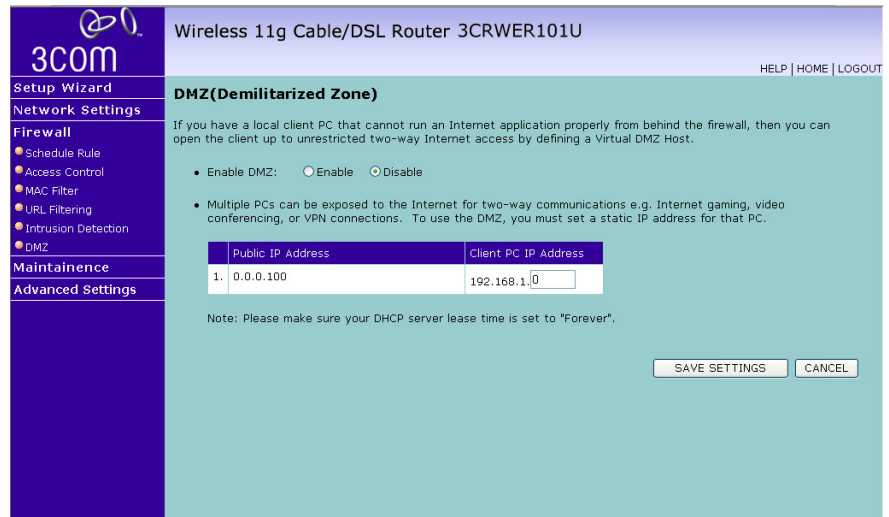 3COM
Wireless 11g Cable/DSL Router 3CRWER101U
HELP | HOME | LOGOUT
Setup Wizard
Network Settings
Firewall
Schedule Rule
Access Control
MAC Filter
URL Filtering
Intrusion Detection
DMZ
Maintainence
Advanced Settings
DMZ(Demilitarized Zone)
If you have a local client PC that cannot run an Internet application properly from behind the firewall, then you can
open the client up to unrestricted two-way Internet access by defining a Virtual DMZ Host.
• Enable DMZ: Enable Disable
• Multiple PCs can be exposed to the Internet for two-way communications e.g. Internet gaming, video
conferencing, or VPN connections. To use the DMZ, you must set a static IP address for that PC.
Public IP Address Client PC IP Address
1. 0.0.0.100 192.168.1.0
Note: Please make sure your DHCP server lease time is set to "Forever".
SAVE SETTINGS CANCEL